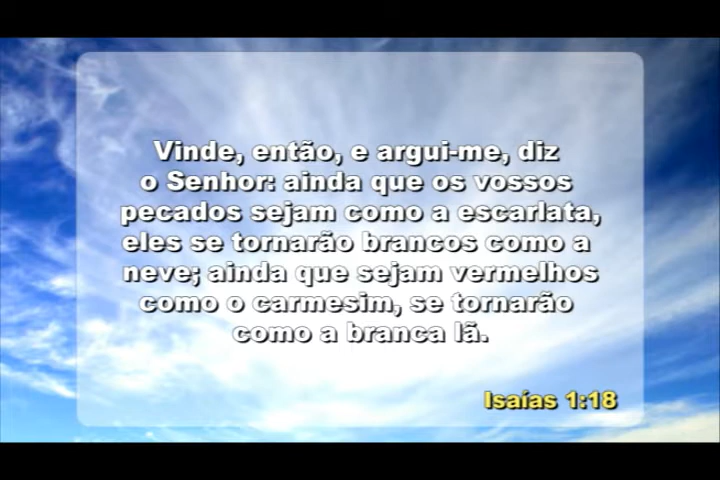 Vinde, então, e argui-me, diz
o Senhor: ainda que os vossos
pecados sejam como a escarlata,
eles se tornarão brancos como a
neve; ainda que sejam vermelhos
como o carmesim, se tornarão
como a branca lã.
Isaías 1:18